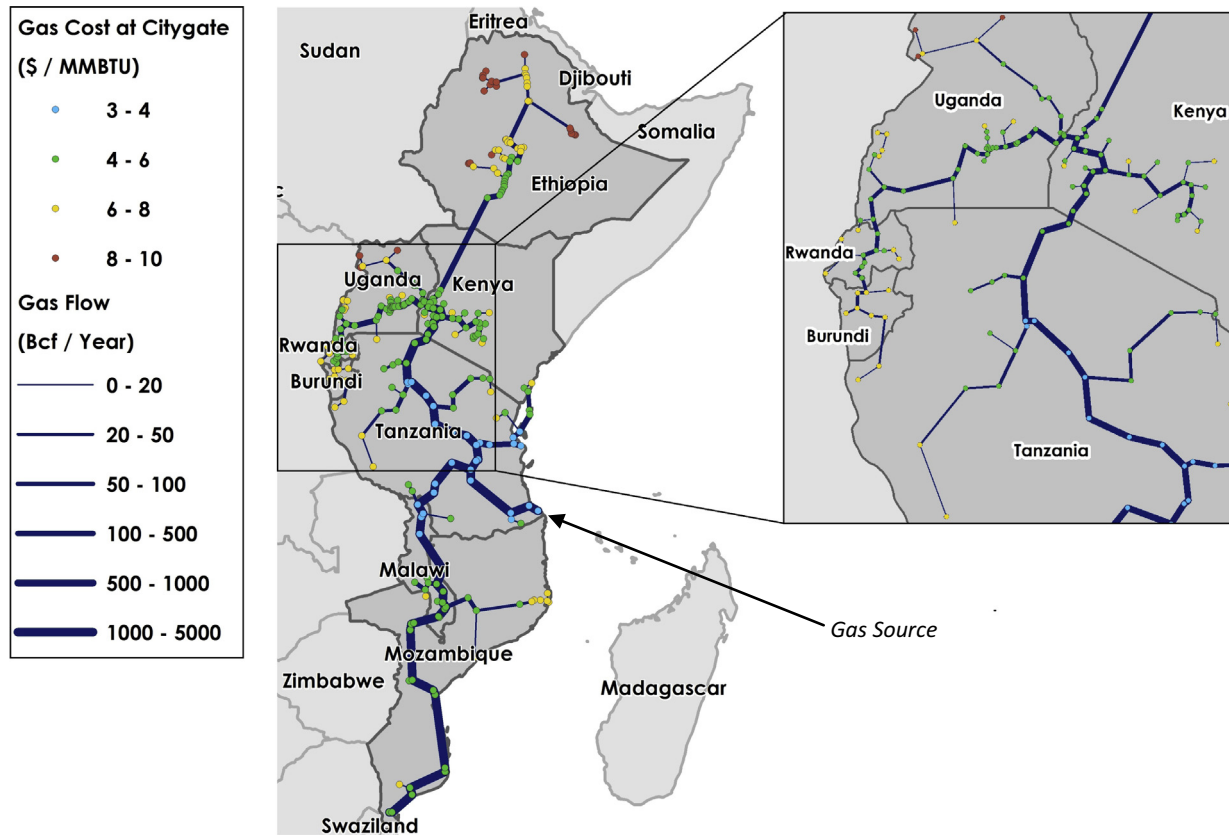 Gas Cost at Citygate
($ / MMBTU)
3 - 4
4 - 6
6 - 8
8 - 10
Gas Flow
(Bcf / Year)
0 - 20
20 - 50
50 - 100
100 - 500
500 - 1000
1000 - 5000
Eritrea
Sudan
Djibouti
Somalia
Ethiopia
c
Uganda
Kenya
Rwanda
Burundi
Tanzania
Malawi
Mozambique
Zimbabwe
Madagascar
Swaziland
Gas Source
Uganda
Kenya
Rwanda
Burundi
Tanzania